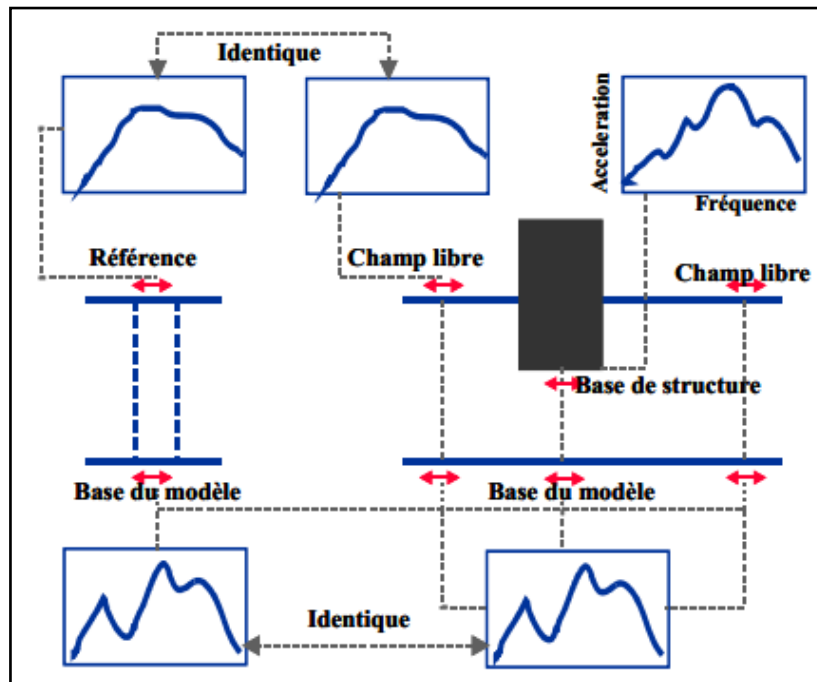 Identique
Acceleration
Fréquence
Référence
Champ libre
Champ libre
Base de structure
Base du modèle
Base du modèle
Identique